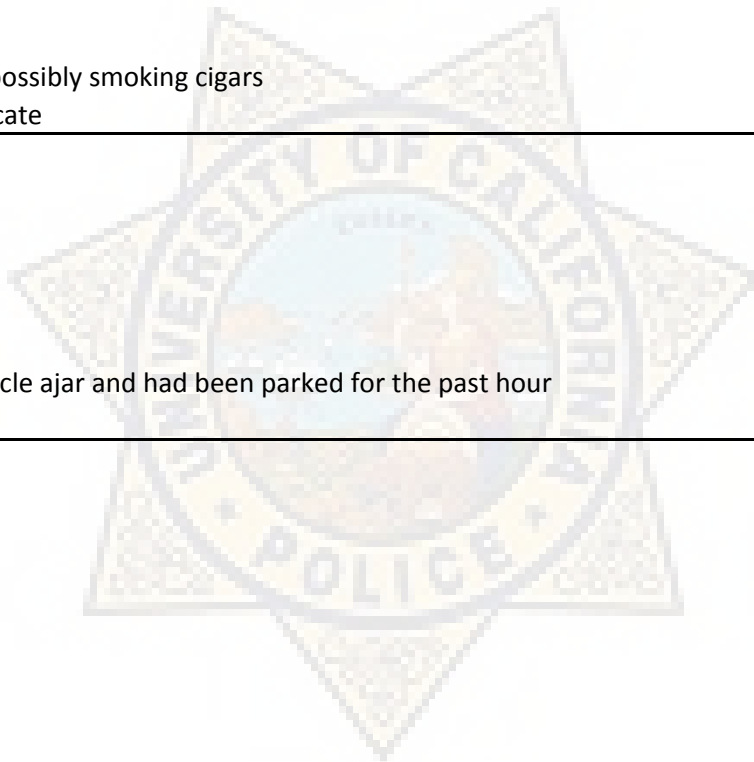 possibly smoking cigars
cate
cle ajar and had been parked for the past hour
UNIVERSITY OF CALIFORNIA
POLICE